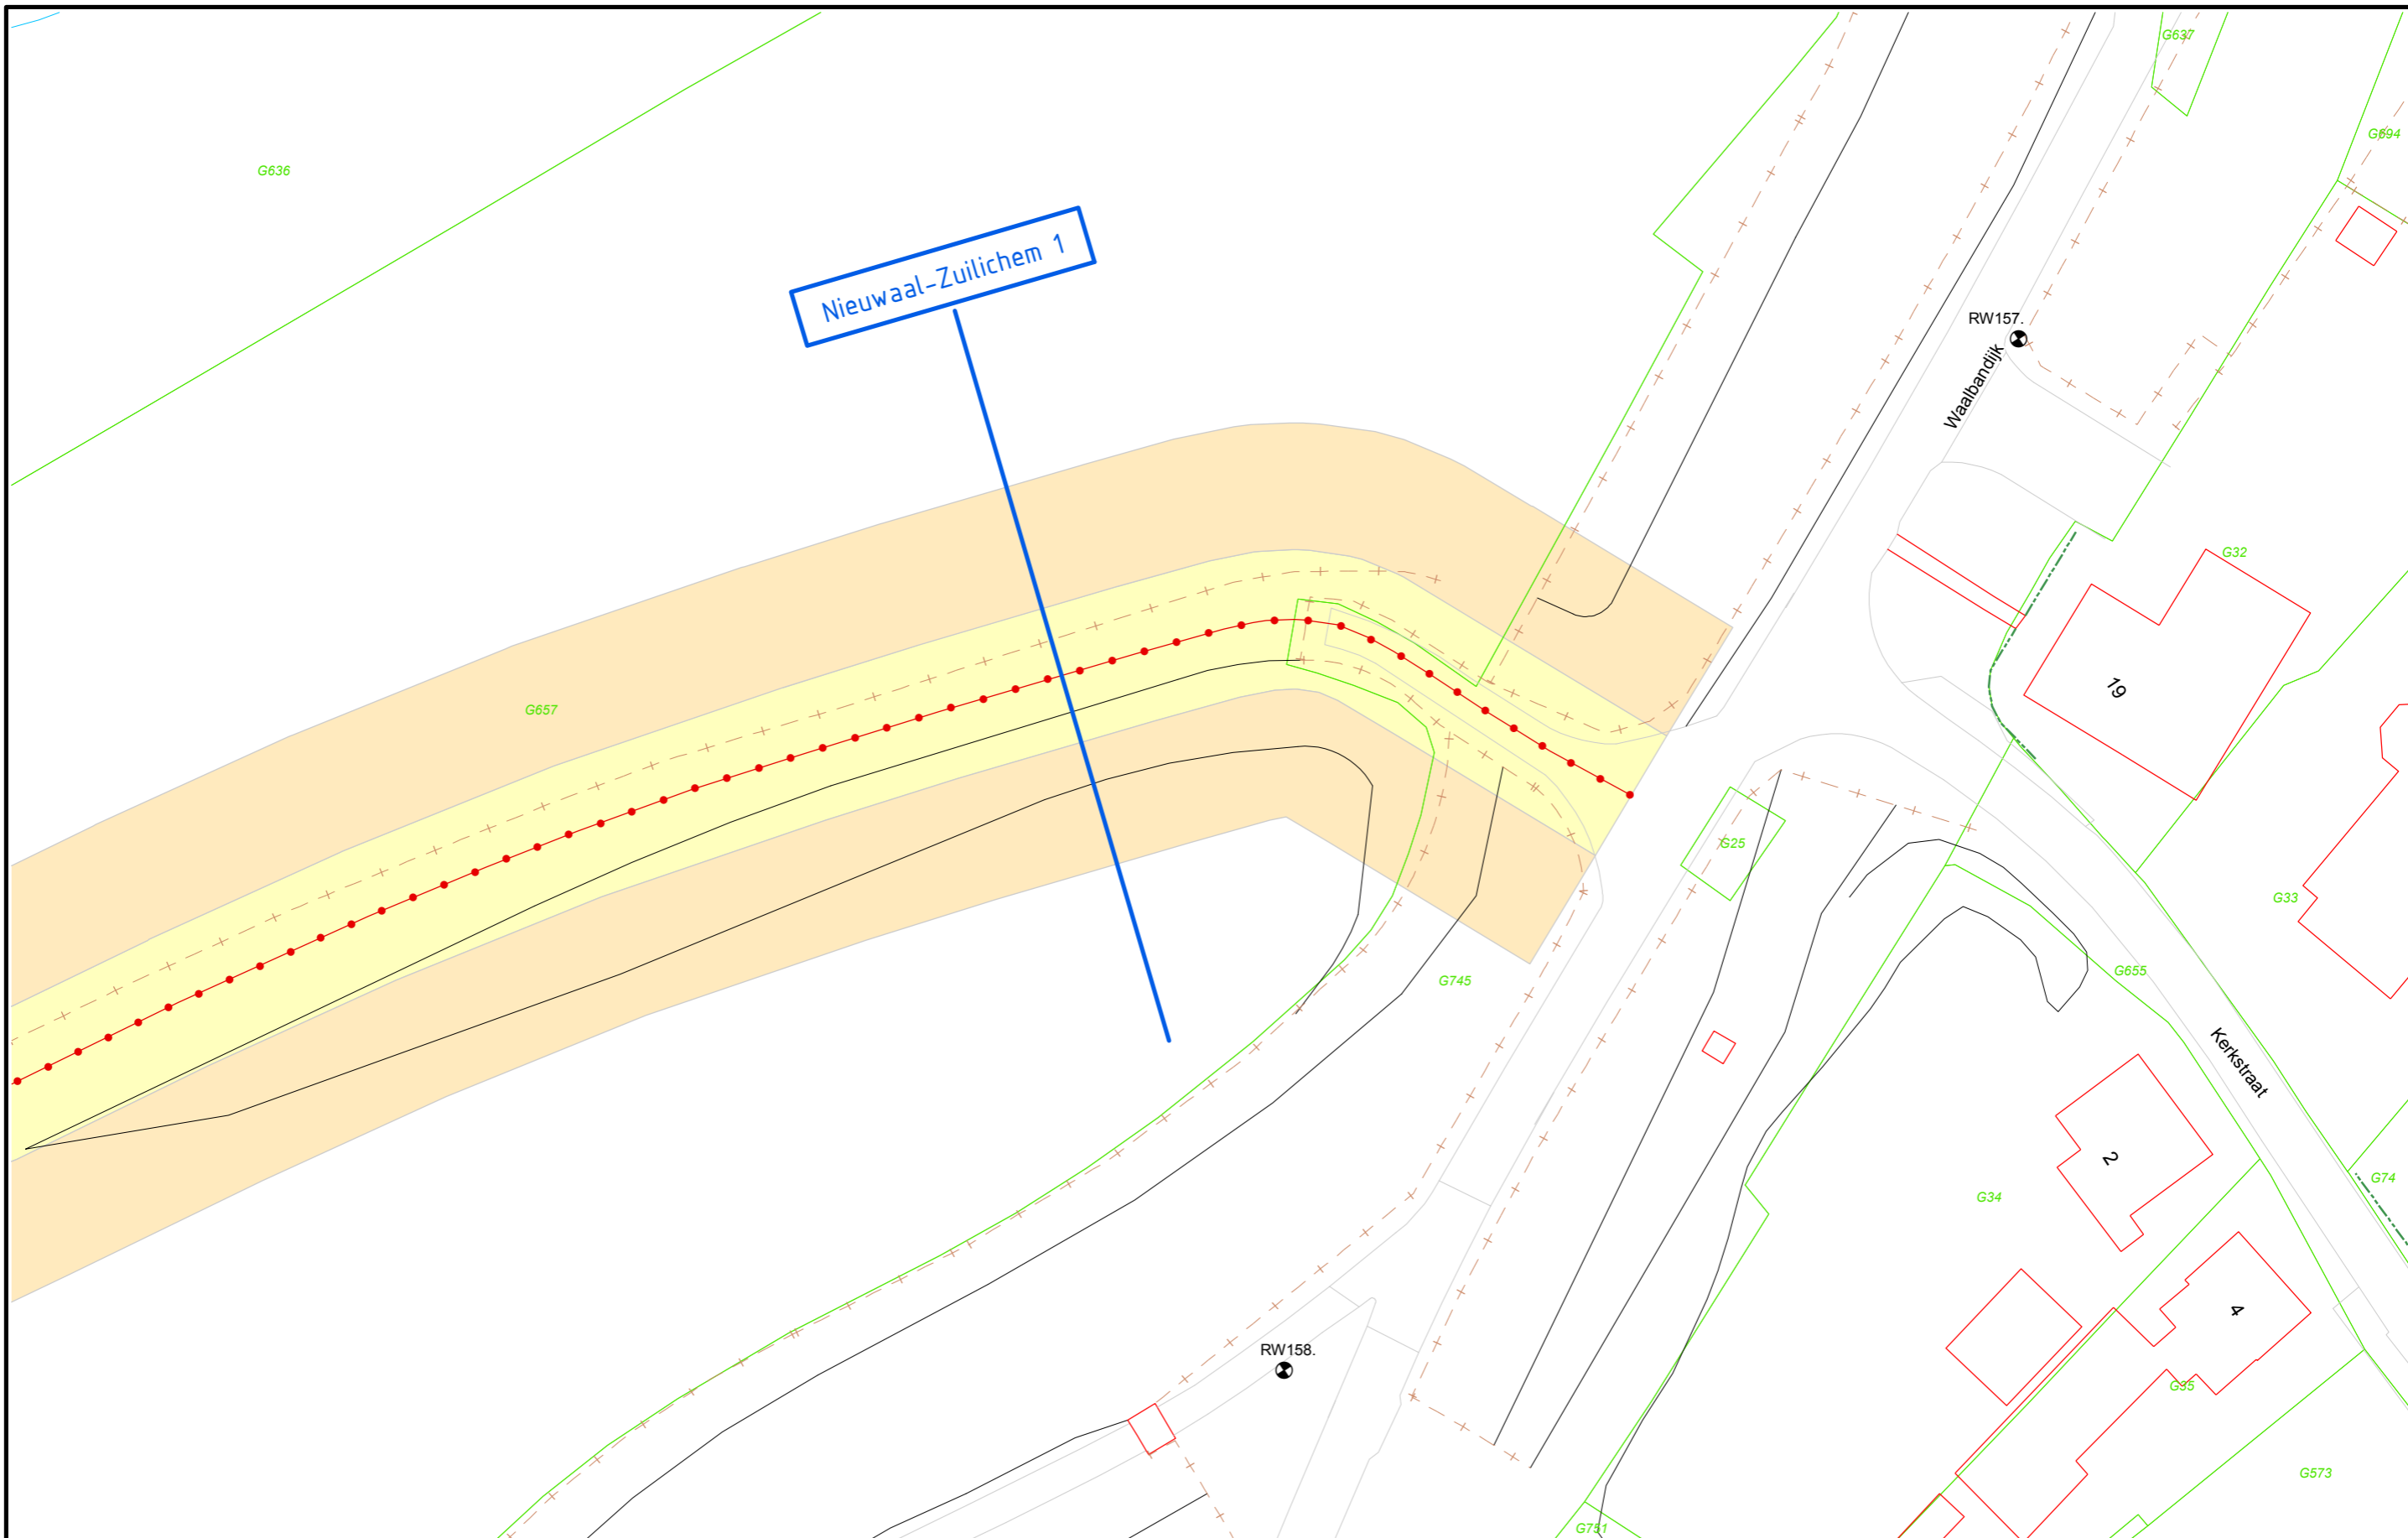 G637
G694
G636
Nieuwaal-Zuilichem 1
RW157.
Waalbandijk
G32
19
G657
G25
G33
G655
G745
Kerkstraat
2
G74
G34
4
RW158.
G35
G573
G751